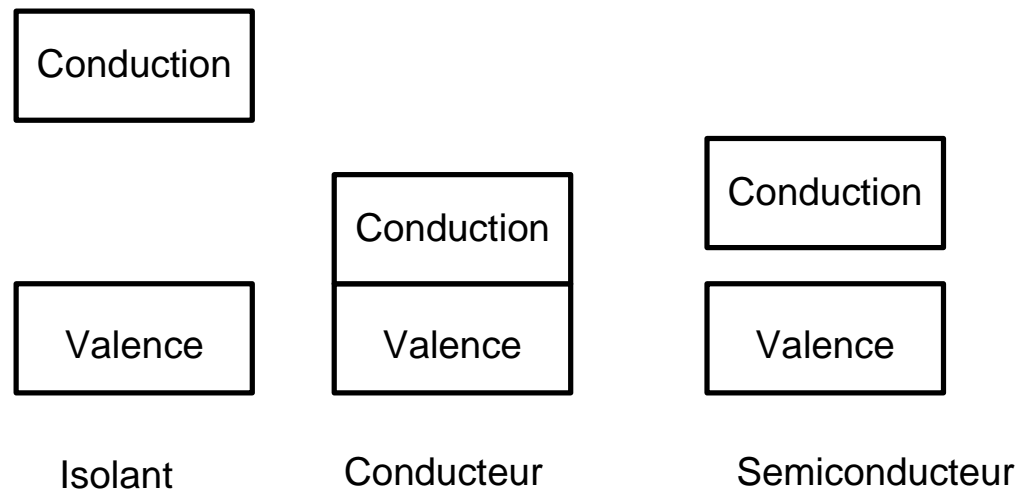 Conduction
Conduction
Conduction
Valence
Valence
Valence
Isolant
Conducteur
Semiconducteur